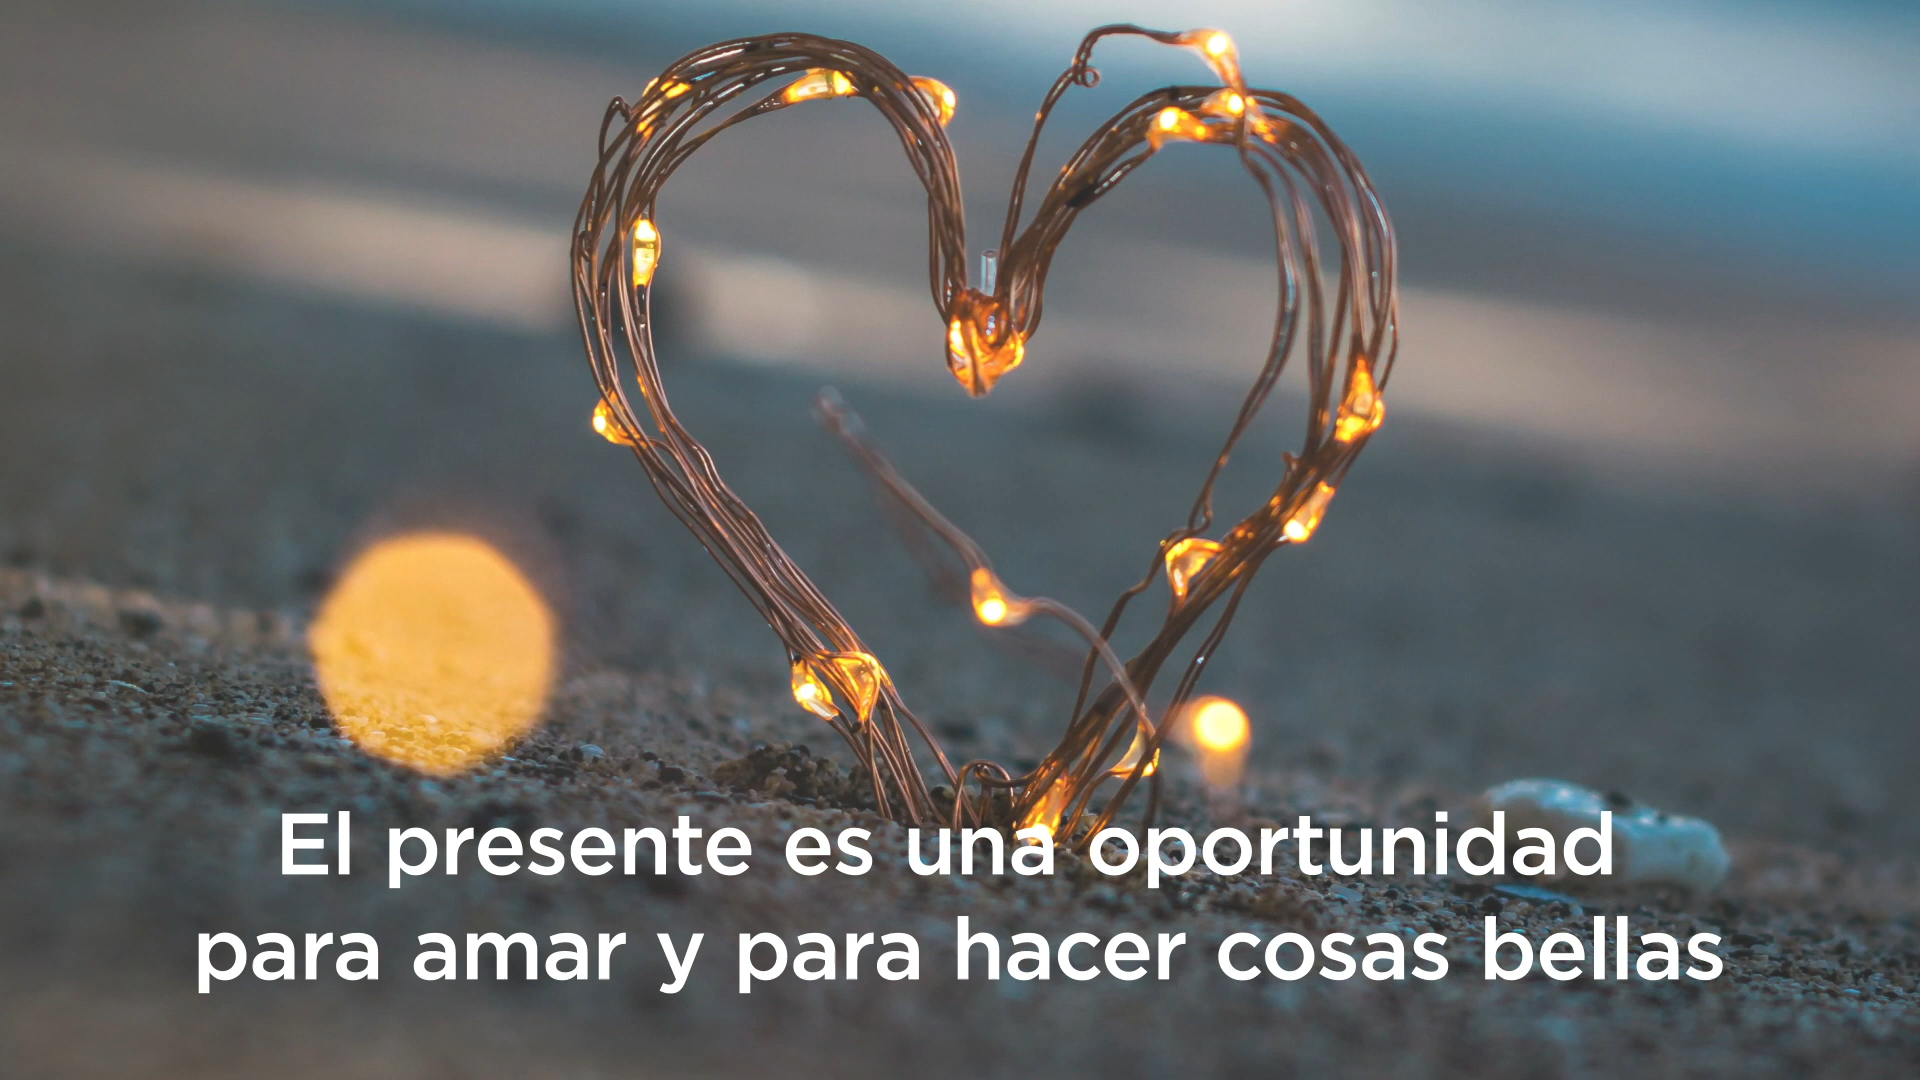 El presente es una oportunidad
para amar y para hacer cosas bellas